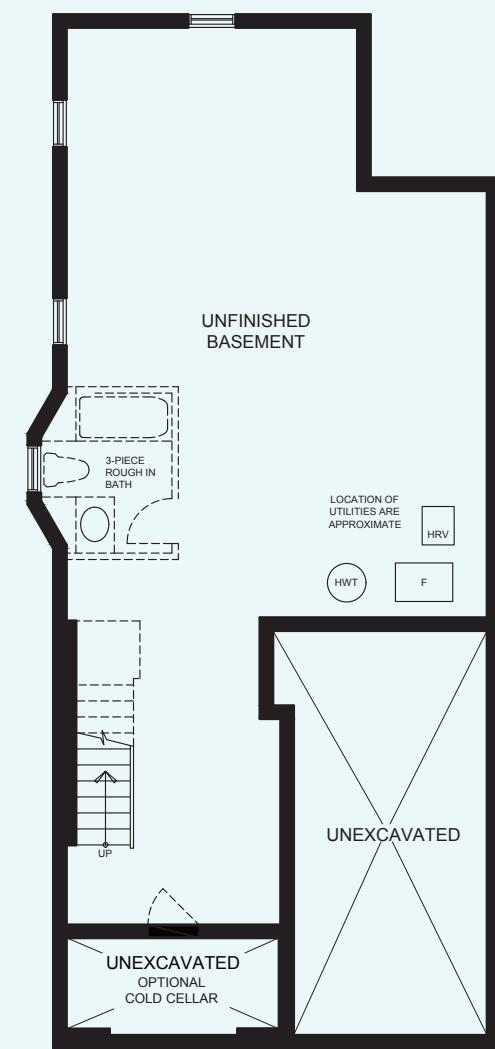 UNFINISHED
BASEMENT
3-PIECE
ROUGH IN
BATH
LOCATION OF
UTILITIES ARE
APPROXIMATE
HRV
HWT
F
UP
UNEXCAVATED
UNEXCAVATED
OPTIONAL
COLD CELLAR